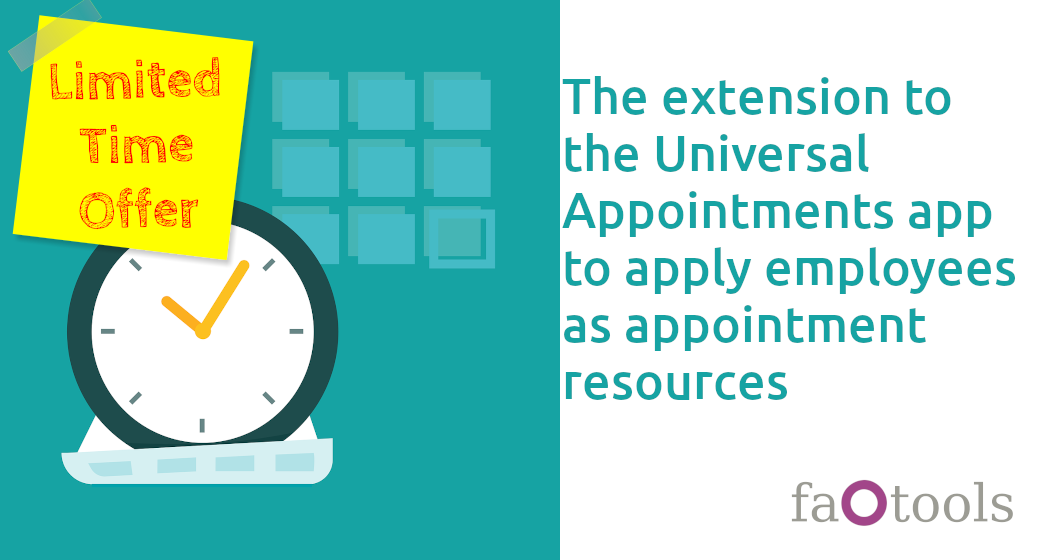 Limited
Time
Offer
The extension to
the Universal
Appointments app
to apply employees
as appointment
resources
faOtools